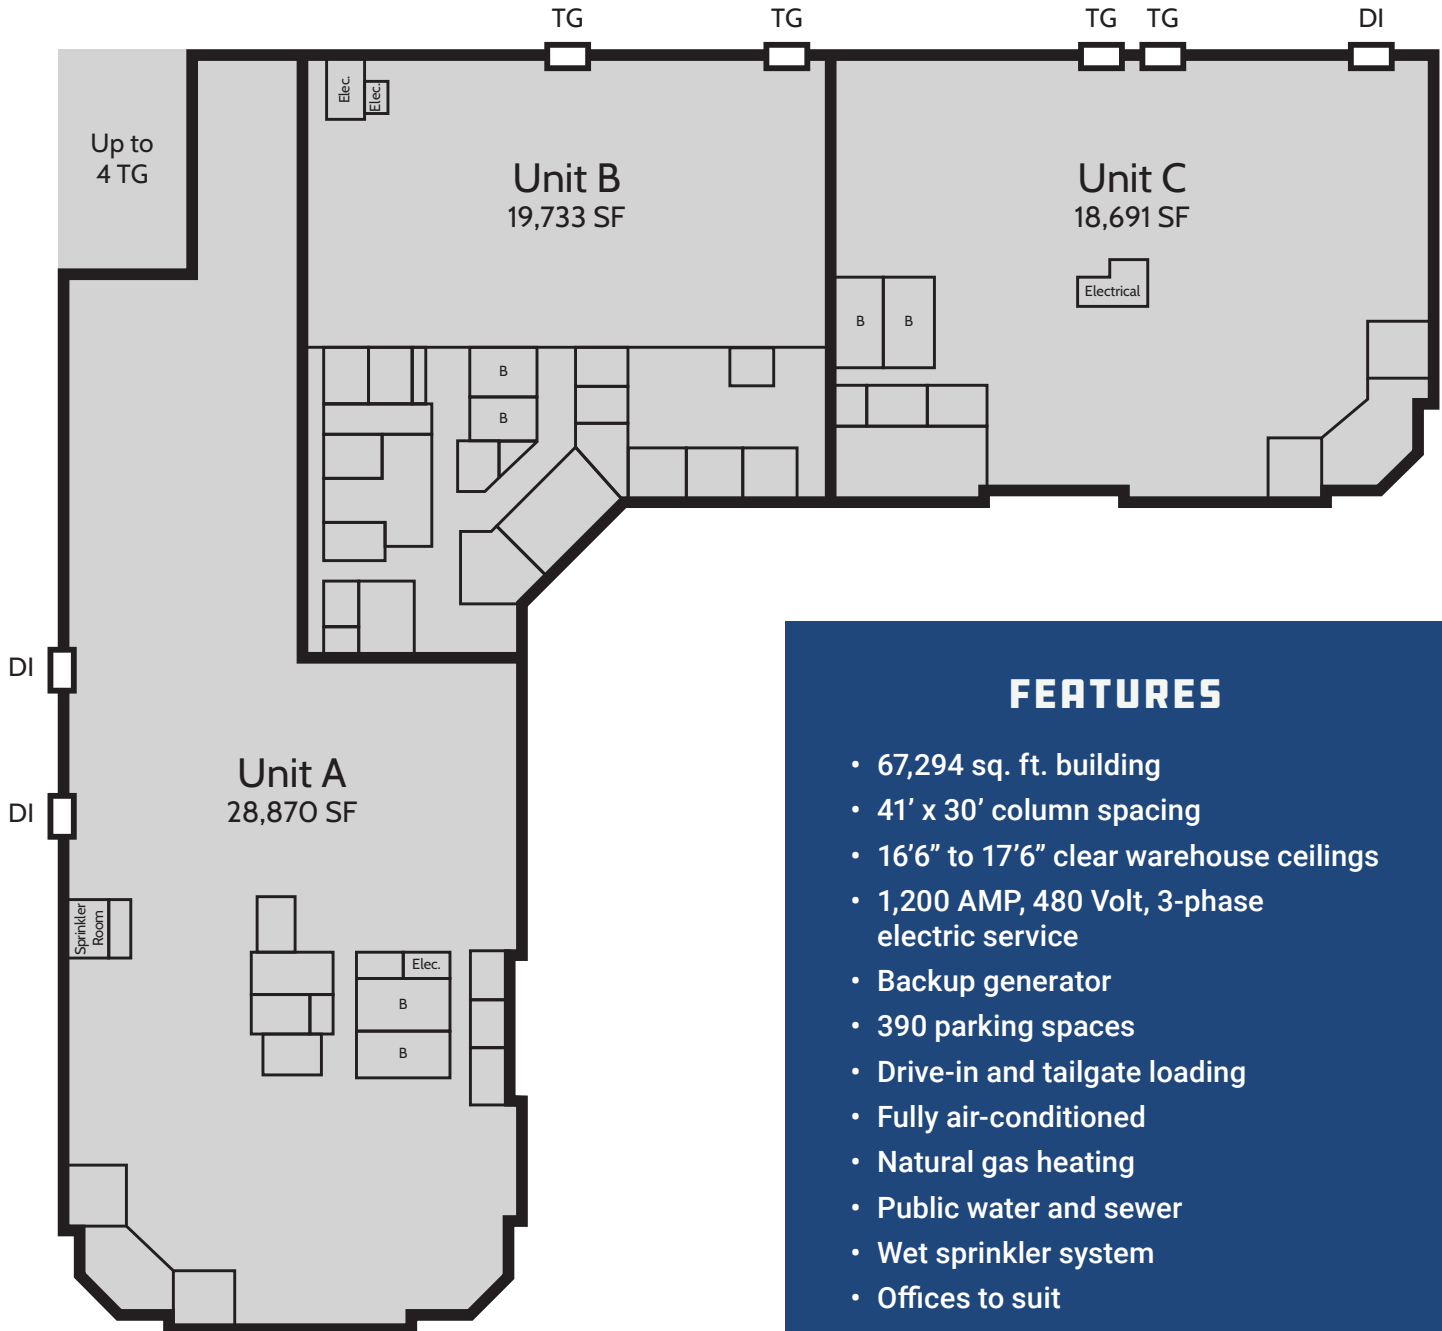 TG
TG
TG
TG
DI
Elec.
Elec.
Up to
4 TG
Unit B
19,733 SF
Unit C
18,691 SF
Electrical
B
B
B
B
DI
DI
Unit A
28,870 SF
Sprinkler
Room
Elec.
B
B
FEATURES
• 67,294 sq. ft. building
• 41’ x 30’ column spacing
• 16’6” to 17’6” clear warehouse ceilings
• 1,200 AMP, 480 Volt, 3-phase
electric service
• Backup generator
• 390 parking spaces
• Drive-in and tailgate loading
• Fully air-conditioned
• Natural gas heating
• Public water and sewer
• Wet sprinkler system
• Offices to suit